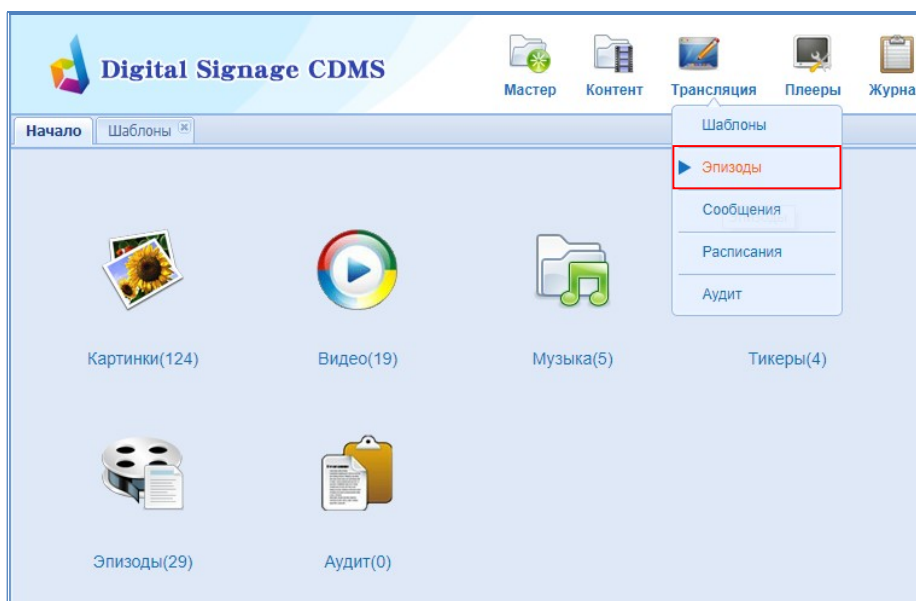 Digital Signage CDMS
Мастер
Контент
Трансляция
Плееры
Журна
Начало
Шаблоны
Шаблоны
Эпизоды
Сообщения
Расписания
Аудит
Картинки(124)
Видео(19)
Музыка(5)
Тикеры(4)
Эпизоды(29)
Аудит(0)